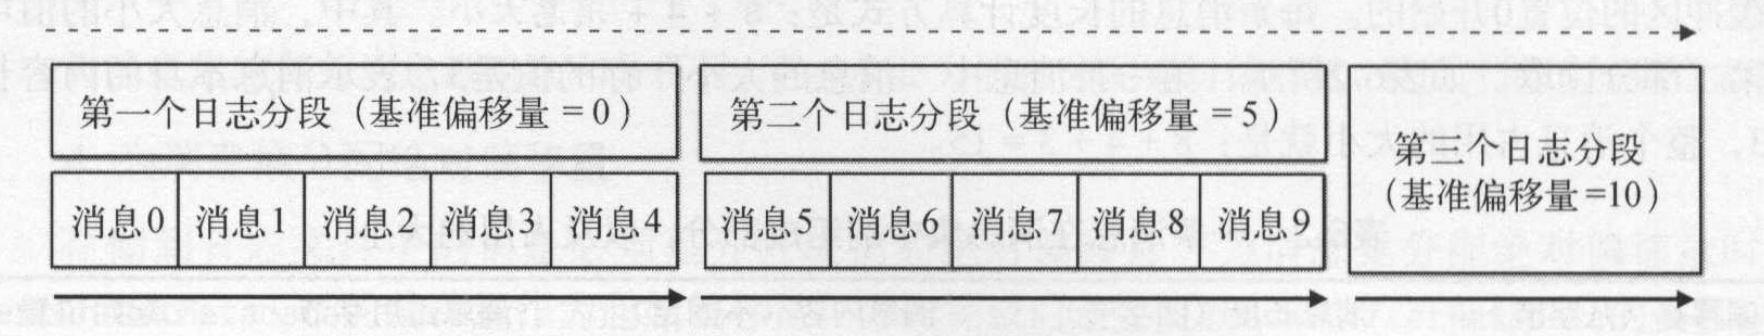 第一个日志分段（基准偏移量 = 0）
第二个日志分段（基准偏移量 = 5）
第三个日志分段
（基准偏移量=10）
消息0 消息1 消息2 消息3 消息4
消息5 消息6 消息7 消息8 消息9